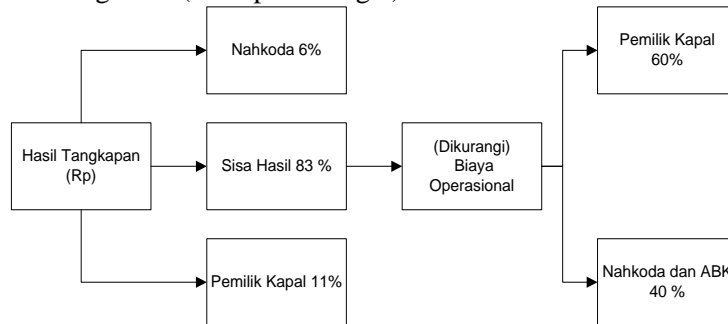 Nahkoda 6%
Pemilik Kapal
60%
Hasil Tangkapan
(Rp)
Sisa Hasil 83 %
(Dikurangi)
Biaya
Operasional
Pemilik Kapal 11%
Nahkoda dan ABK
40 %